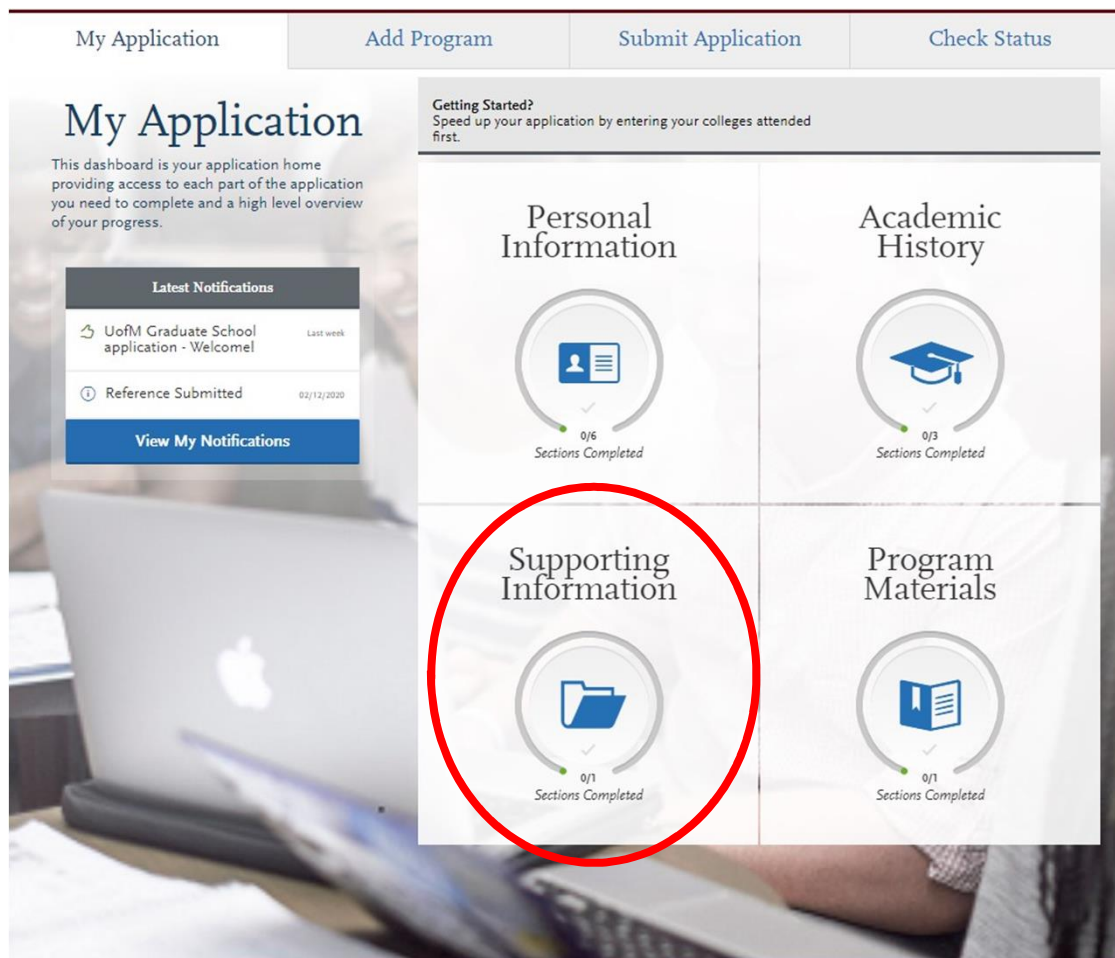 My Application
Add Program
Submit Application
Check Status
My Application
This dashboard is your application home
providing access to each part of the application
you need to complete and a high level overview
of your progress.
Latest Notifications
UofM Graduate School
application - Welcome!
Last week
Reference Submitted
02/12/2020
View My Notifications
Getting Started?
Speed up your application by entering your colleges attended
first.
Personal
Information
0/6
Sections Completed
Academic
History
0/3
Sections Completed
Supporting
Information
0/1
Sections Completed
Program
Materials
0/1
Sections Completed